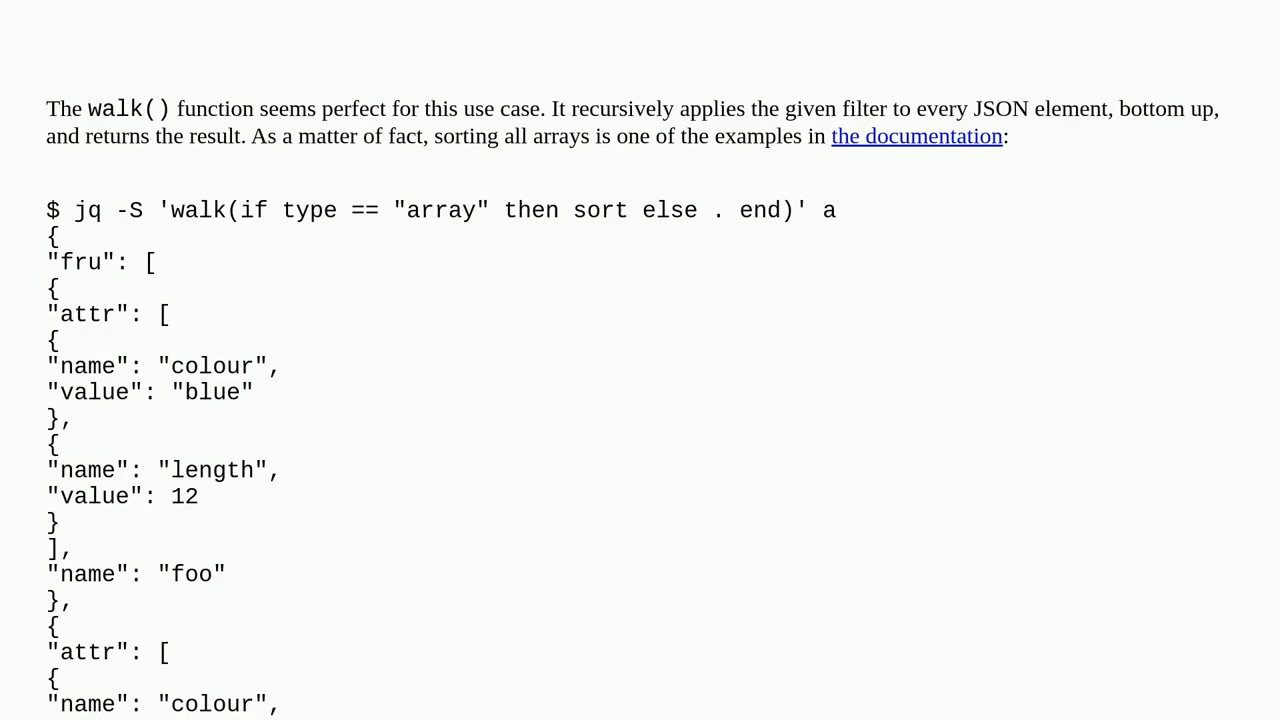 The walk() function seems perfect for this use case. It recursively applies the given filter to every JSON element, bottom up,
and returns the result. As a matter of fact, sorting all arrays is one of the examples in the documentation:
$ jq -S 'walk(if type == "array" then sort else . end)' a
{
"fru": [
{
"attr": [
{
"name": "colour",
"value": "blue"
},
{
"name": "length",
"value": 12
}
],
"name": "foo"
},
{
"attr": [
{
"name": "colour",